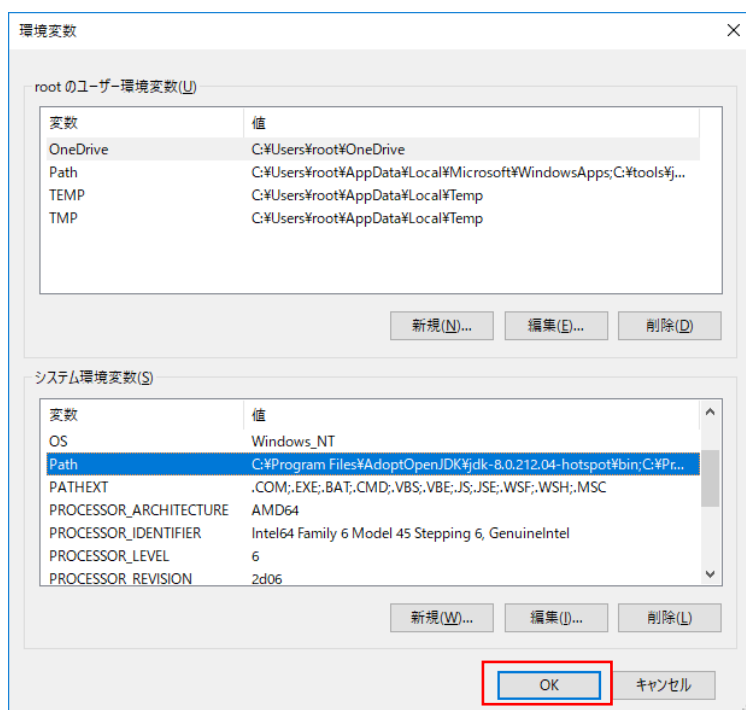 環境変数
root のユーザー環境変数(U)
変数 値
OneDrive C:¥Users¥root¥OneDrive
Path C:¥Users¥root¥AppData¥Local¥Microsoft¥WindowsApps;C:¥tools¥j...
TEMP C:¥Users¥root¥AppData¥Local¥Temp
TMP C:¥Users¥root¥AppData¥Local¥Temp
新規(N)... 編集(E)... 削除(D)
システム環境変数(S)
変数 値
OS Windows_NT
Path C:¥Program Files¥AdoptOpenJDK¥jdk-8.0.212.04-hotspot¥bin;C:¥Pr...
PATHEXT .COM;.EXE;.BAT;.CMD;.VBS;.VBE;.JS;.JSE;.WSF;.WSH;.MSC
PROCESSOR_ARCHITECTURE AMD64
PROCESSOR_IDENTIFIER Intel64 Family 6 Model 45 Stepping 6, GenuineIntel
PROCESSOR_LEVEL 6
PROCESSOR_REVISION 2d06
新規(W)... 編集(I)... 削除(L)
OK キャンセル